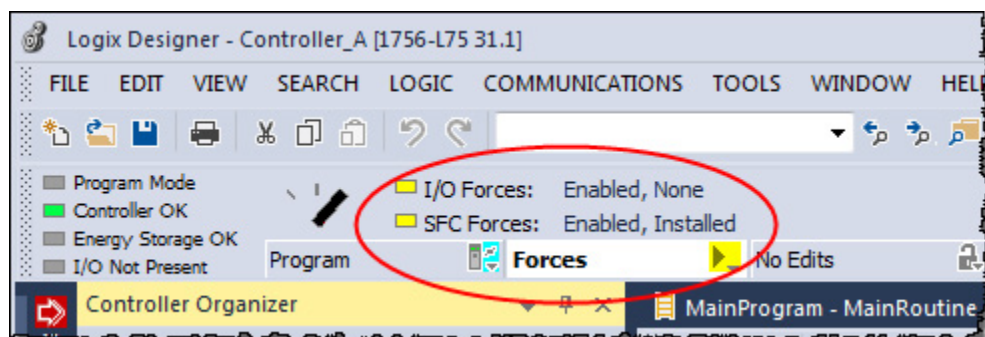 Logix Designer - Controller_A [1756-L75 31.1]
FILE EDIT VIEW SEARCH LOGIC COMMUNICATIONS TOOLS WINDOW HEL
Program Mode
Controller OK
Energy Storage OK
I/O Not Present
I/O Forces: Enabled, None
SFC Forces: Enabled, Installed
Program Forces No Edits
Controller Organizer MainProgram - MainRoutine